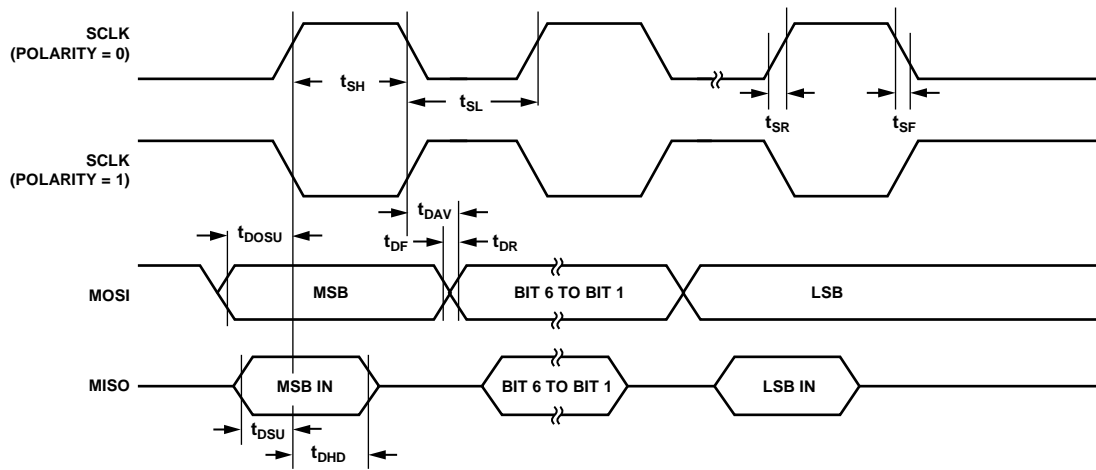 SCLK
(POLARITY = 0)
tSH
tSL
tSR
tSF
SCLK
(POLARITY = 1)
tDAV
tDOSU
tDF
tDR
MOSI
MSB
BIT 6 TO BIT 1
LSB
MISO
MSB IN
BIT 6 TO BIT 1
LSB IN
tDSU
tDHD